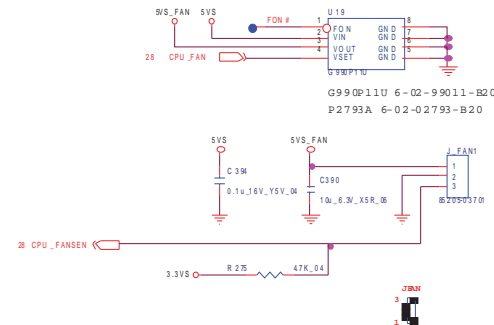 5VS_FAN 5VS
FON#
U19
1 FON GND 8
2 VIN GND 7
3 VOUT GND 6
4 VSET GND 5
26 CPU_FAN
G990P11U
G990P11U 6-02-99011-B20
P2793A 6-02-02793-B20
5VS
5VS_FAN
J_FAN1
C394
0.1u_16V_Y5V_04
C390
10u_6.3V_X5R_06
1
2
3
85205-03701
28 CPU_FANSEN
3.3VS
R275
4.7K_04
JFAN
3
1